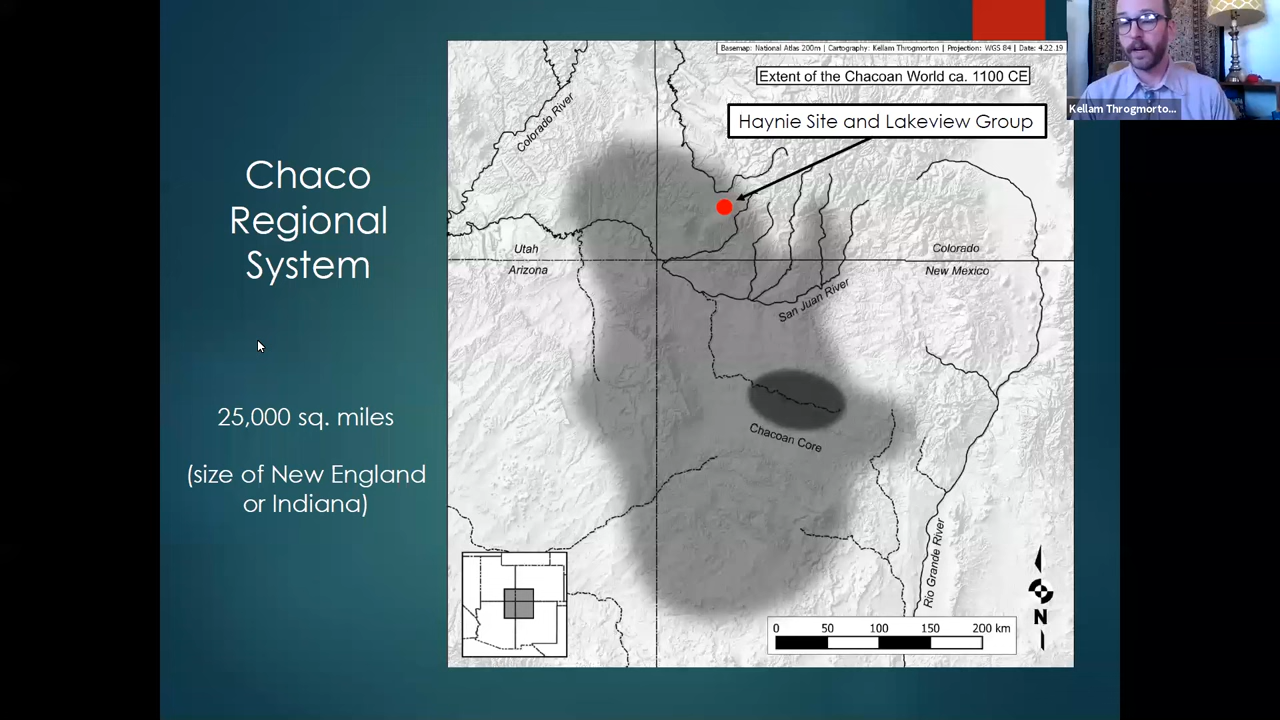 Chaco
Regional
System
25,000 sq. miles
(size of New England
or Indiana)
Basemap: National Atlas 200m | Cartography: Kellam Throgmorton | Projection: WGS 84 | Date: 4.22.19
Extent of the Chacoan World ca. 1100 CE
Haynie Site and Lakeview Group
Colorado River
Utah
Arizona
Colorado
New Mexico
San Juan River
Chacoan Core
Rio Grande River
N
0 50 100 150 200 km
Kellam Throgmorto...